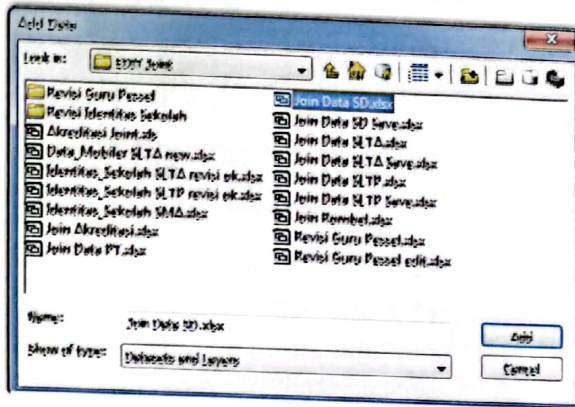 Add Data
Look in: EDIT Joint
Revisi Guru Pessel
Revisi Identitas Sekolah
Akreditasi Joint.xls
Data_Mobiler SLTA new.xlsx
Identitas_Sekolah SLTA revisi ok.xlsx
Identitas_Sekolah SLTP revisi ok.xlsx
Identitas_Sekolah SMA.xlsx
Join Akreditasi.xlsx
Join Data PT.xlsx
Join Data SD.xlsx
Join Data SD Save.xlsx
Join Data SLTA.xlsx
Join Data SLTA Save.xlsx
Join Data SLTP.xlsx
Join Data SLTP Save.xlsx
Join Rombel.xlsx
Revisi Guru Pessel.xlsx
Revisi Guru Pessel edit.xlsx
Name: Join Data SD.xlsx
Add
Show of type: Datasets and Layers
Cancel